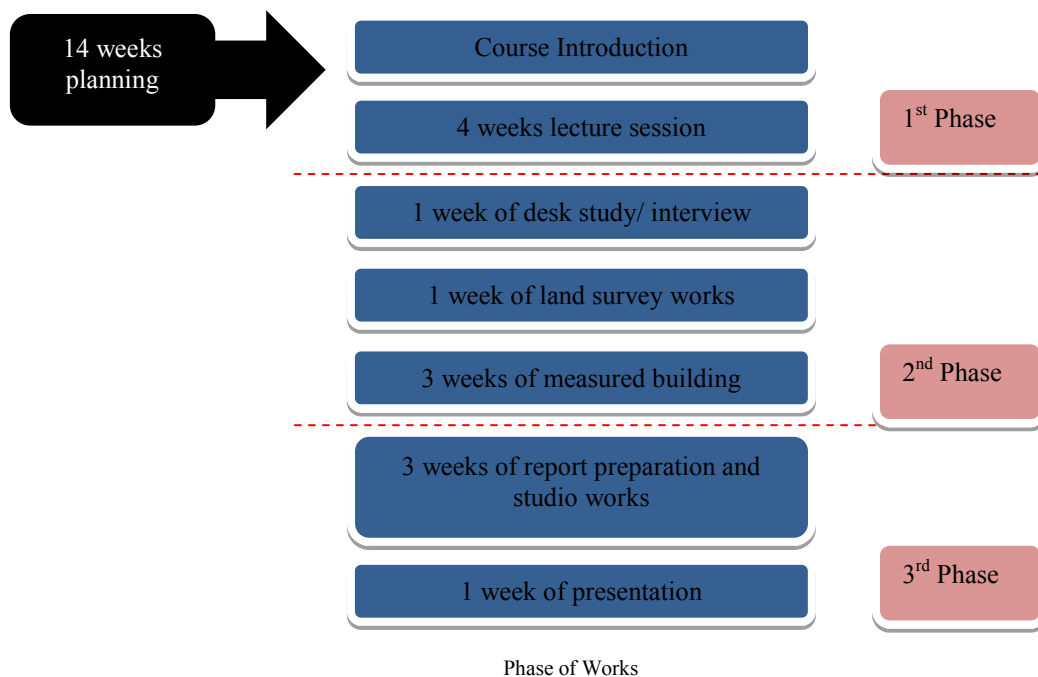 14 weeks
planning
Course Introduction
4 weeks lecture session
1st Phase
1 week of desk study/ interview
1 week of land survey works
3 weeks of measured building
2nd Phase
3 weeks of report preparation and
studio works
1 week of presentation
3rd Phase
Phase of Works